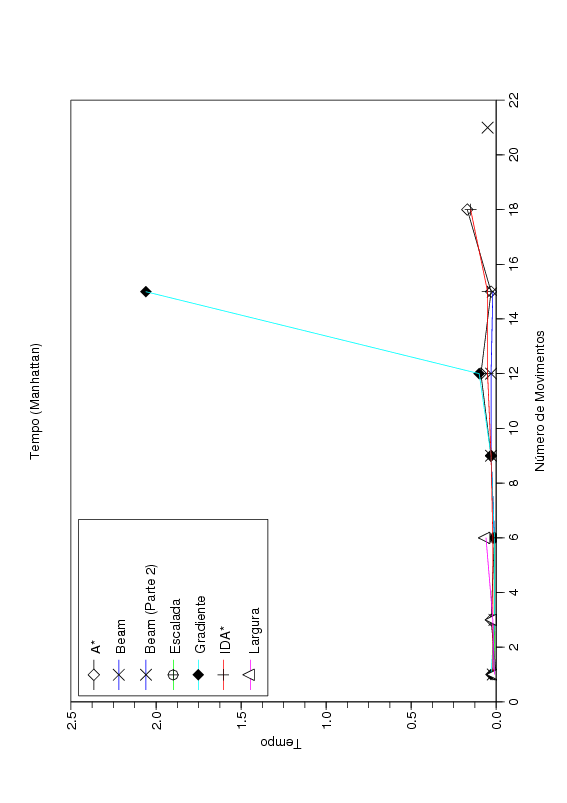 Tempo (Manhattan)
2.5
2.0
1.5
1.0
0.5
0.0
Tempo
0
2
4
6
8
10
12
14
16
18
20
22
Número de Movimentos
A*
Beam
Beam (Parte 2)
Escalada
Gradiente
IDA*
Largura